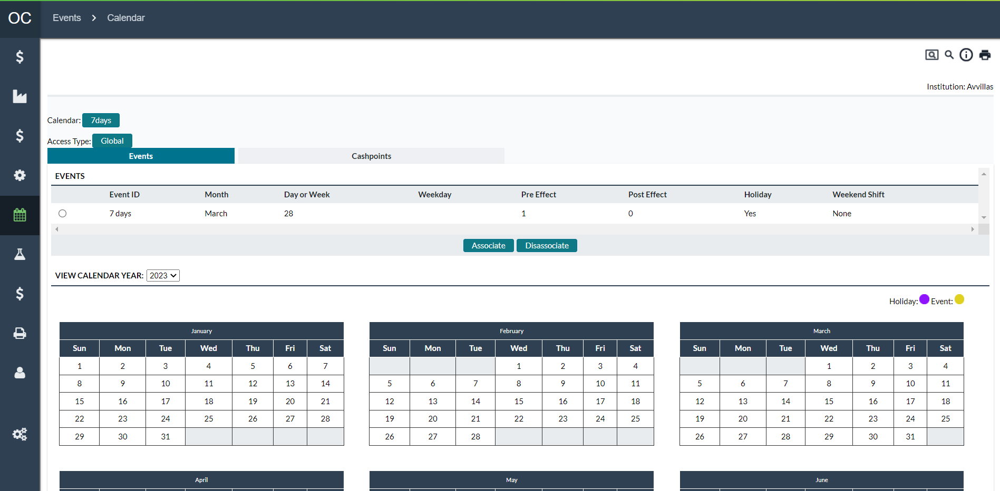 OC Events Calendar
Institution: Avvillas
Calendar: 7days
Access Type: Global
Events Cashpoints
EVENTS
Event ID Month Day or Week Weekday Pre Effect Post Effect Holiday Weekend Shift
7 days March 28 1 0 Yes None
Associate Disassociate
VIEW CALENDAR YEAR: 2023
Holiday: Event:
January
Sun Mon Tue Wed Thu Fri Sat
1 2 3 4 5 6 7
8 9 10 11 12 13 14
15 16 17 18 19 20 21
22 23 24 25 26 27 28
29 30 31
February
Sun Mon Tue Wed Thu Fri Sat
1 2 3 4
5 6 7 8 9 10 11
12 13 14 15 16 17 18
19 20 21 22 23 24 25
26 27 28
March
Sun Mon Tue Wed Thu Fri Sat
1 2 3 4
5 6 7 8 9 10 11
12 13 14 15 16 17 18
19 20 21 22 23 24 25
26 27 28 29 30 31
April
May
June